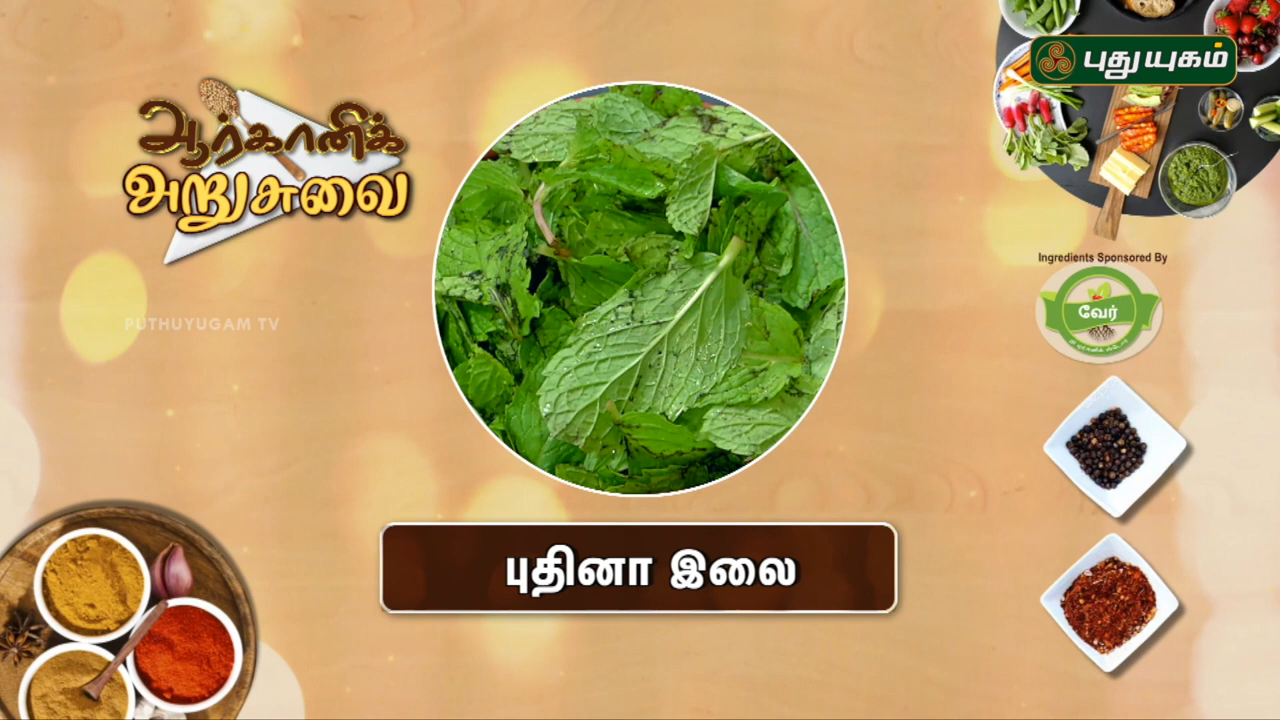 புதுயுகம்
ஆர்கானிக்
அறுசுவை
Ingredients Sponsored By
வேர்
PUTHUYUGAM TV
புதினா இலை